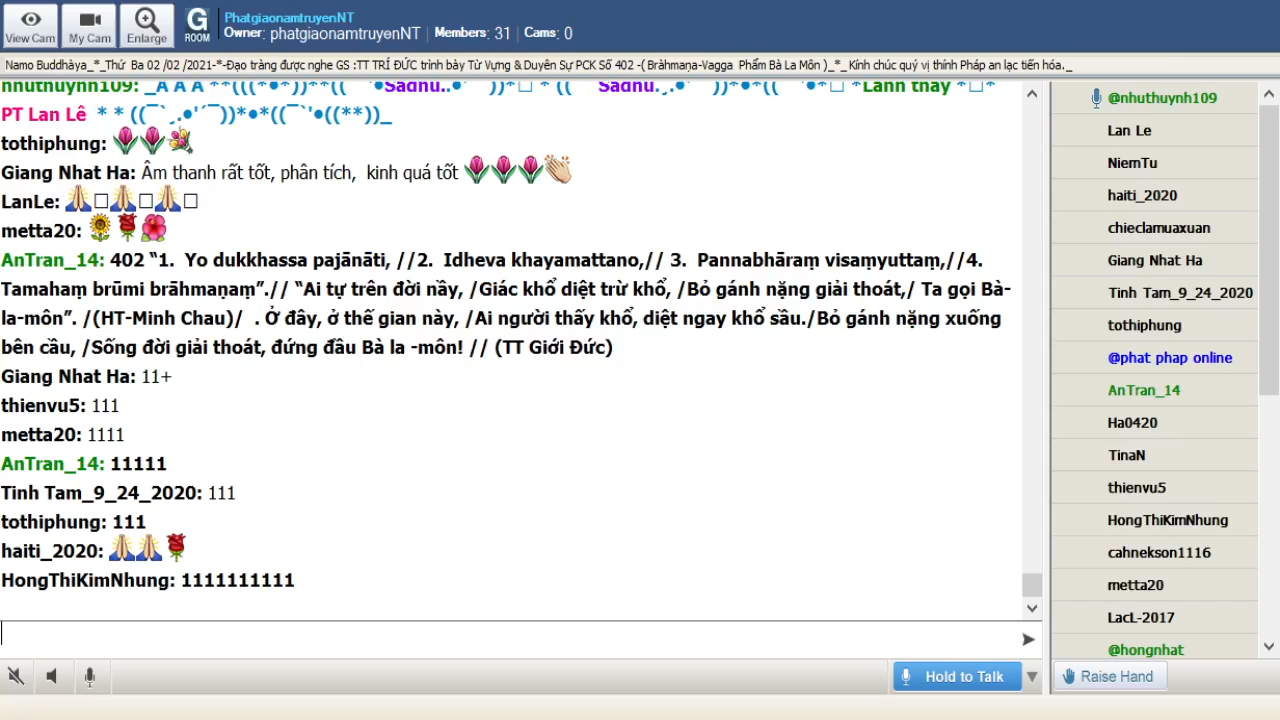 View Cam
My Cam
Enlarge
G
ROOM
PhatgiaonamtruyenNT
Owner: phatgiaonamtruyenNT | Members: 31 | Cams: 0
Namo Buddhàya_*_Thứ Ba 02 /02 /2021-*-Đạo tràng được nghe GS :TT TRÍ ĐỨC trình bày Từ Vựng & Duyên Sự PCK Số 402 -( Bràhmaṇa-Vagga Phẩm Bà La Môn )_*_ Kính chúc quý vị thính Pháp an lạc tiến hóa._
PT Lan Lê * * ((¯`ˎ.●'´¯))*●*((¯`'●((**))_
tothiphung: 🌷🌷💐
Giang Nhat Ha: Âm thanh rất tốt, phân tích, kinh quá tốt 🌷🌷🌷👏🏼
LanLe: 🙏🏼□🙏🏼□🙏🏼□
metta20: 🌻🌹🌺
AnTran_14: 402 “1. Yo dukkhassa pajānāti, //2. Idheva khayamattano,// 3. Pannabhāraṃ visaṃyuttaṃ,//4.
Tamahaṃ brūmi brāhmaṇaṃ”.// “Ai tự trên đời nầy, /Giác khổ diệt trừ khổ, /Bỏ gánh nặng giải thoát,/ Ta gọi Bà-
la-môn”. /(HT-Minh Chau)/ . Ở đây, ở thế gian này, /Ai người thấy khổ, diệt ngay khổ sầu./Bỏ gánh nặng xuống
bên cầu, /Sống đời giải thoát, đứng đầu Bà la -môn! // (TT Giới Đức)
Giang Nhat Ha: 11+
thienvu5: 111
metta20: 1111
AnTran_14: 11111
Tinh Tam_9_24_2020: 111
tothiphung: 111
haiti_2020: 🙏🏼🙏🏼🌹
HongThiKimNhung: 1111111111
Hold to Talk
@nhuthuynh109
Lan Le
NiemTu
haiti_2020
chieclamuaxuan
Giang Nhat Ha
Tinh Tam_9_24_2020
tothiphung
@phat phap online
AnTran_14
Ha0420
TinaN
thienvu5
HongThiKimNhung
cahnekson1116
metta20
LacL-2017
@hongnhat
Raise Hand